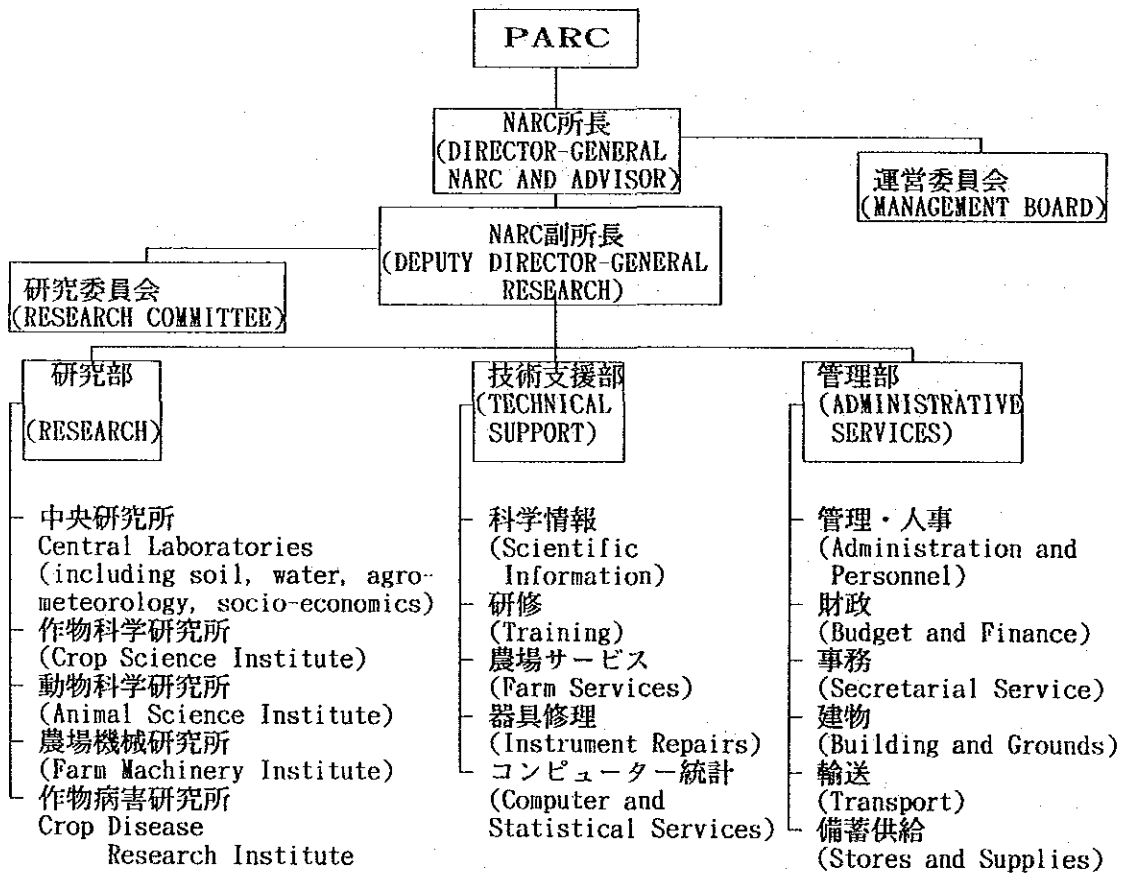 PARC
NARC所長
(DIRECTOR-GENERAL
NARC AND ADVISOR)
運営委員会
(MANAGEMENT BOARD)
NARC副所長
(DEPUTY DIRECTOR-GENERAL
RESEARCH)
研究委員会
(RESEARCH COMMITTEE)
研究部
(RESEARCH)
技術支援部
(TECHNICAL
SUPPORT)
管理部
(ADMINISTRATIVE
SERVICES)
中央研究所
Central Laboratories
(including soil, water, agro-
meteorology, socio-economics)
作物科学研究所
(Crop Science Institute)
動物科学研究所
(Animal Science Institute)
農場機械研究所
(Farm Machinery Institute)
作物病害研究所
Crop Disease
Research Institute
科学情報
(Scientific
Information)
研修
(Training)
農場サービス
(Farm Services)
器具修理
(Instrument Repairs)
コンピューター統計
(Computer and
Statistical Services)
管理・人事
(Administration and
Personnel)
財政
(Budget and Finance)
事務
(Secretarial Service)
建物
(Building and Grounds)
輸送
(Transport)
備蓄供給
(Stores and Supplies)